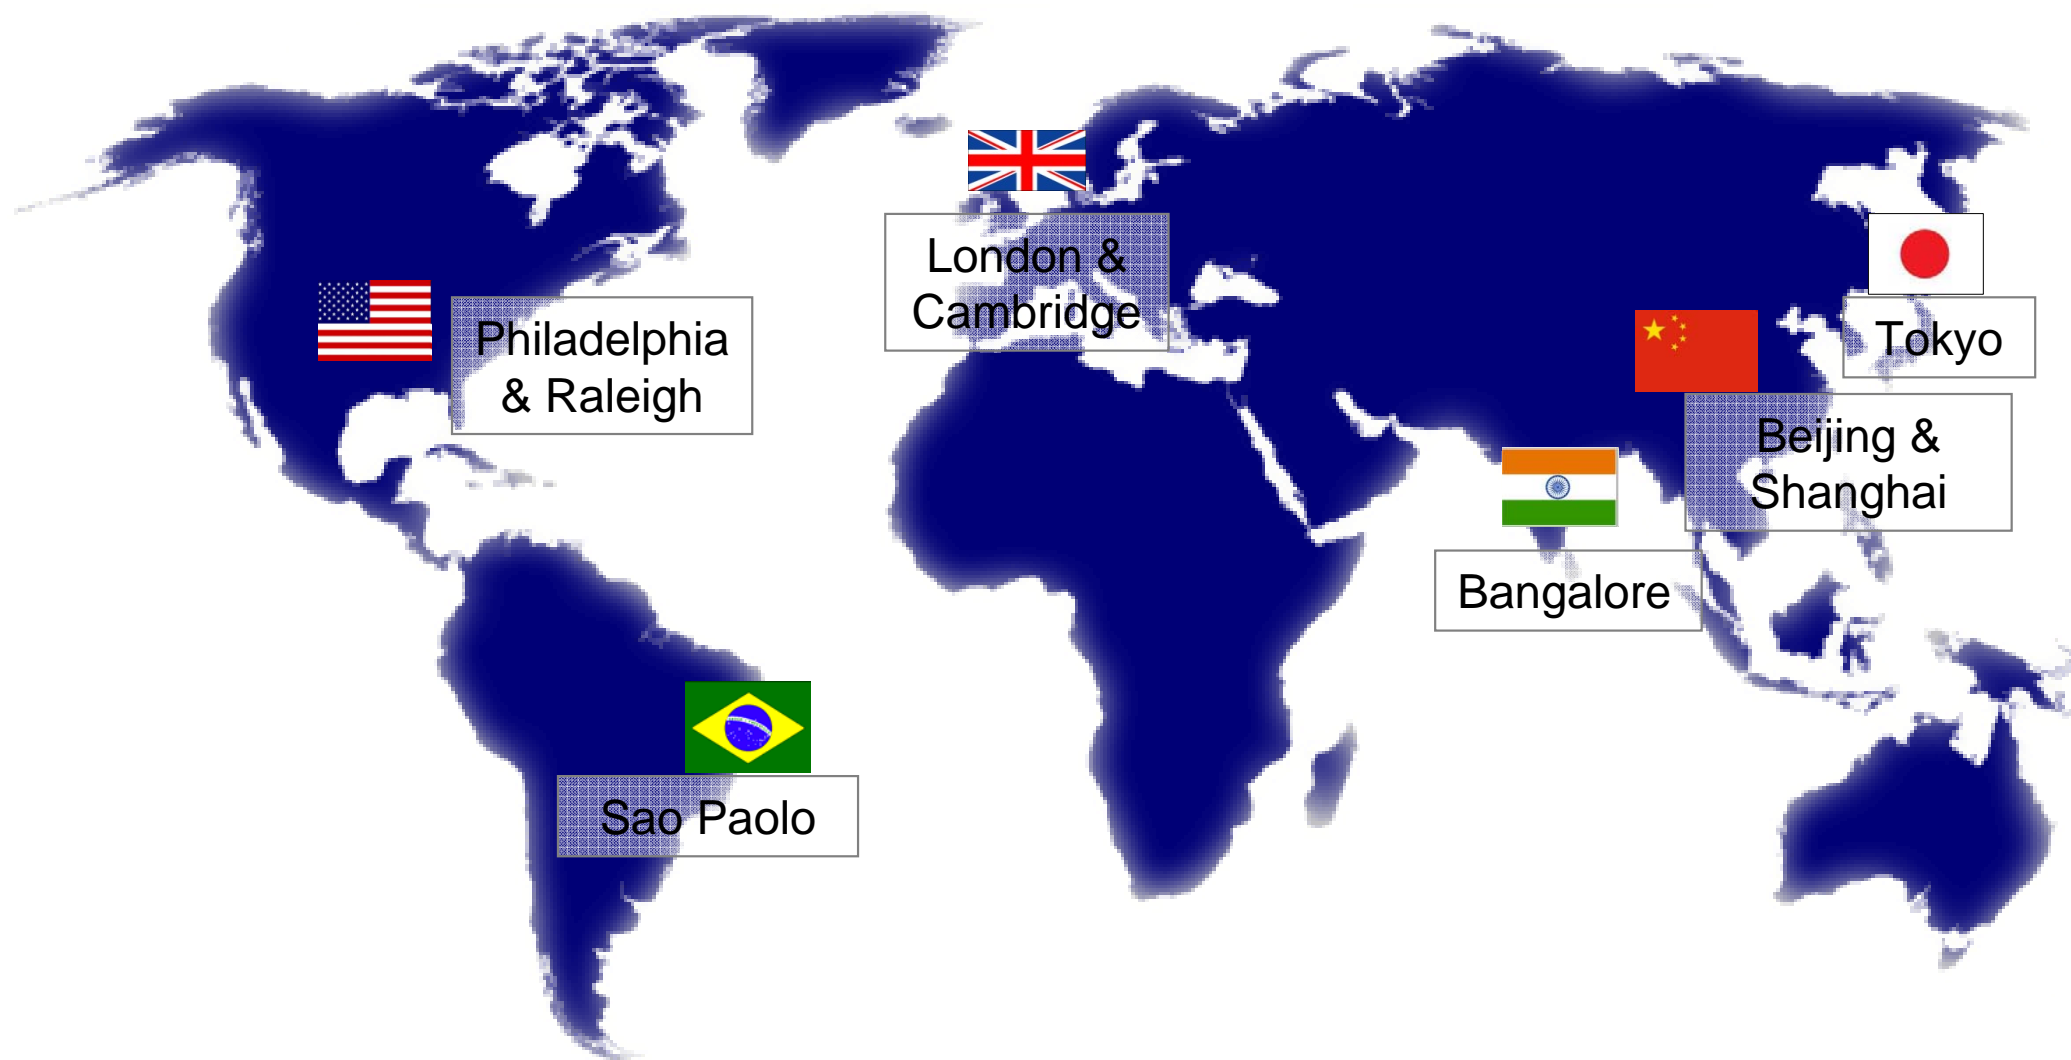 London &
Cambridge
Philadelphia
& Raleigh
Tokyo
Beijing &
Shanghai
Bangalore
Sao Paolo